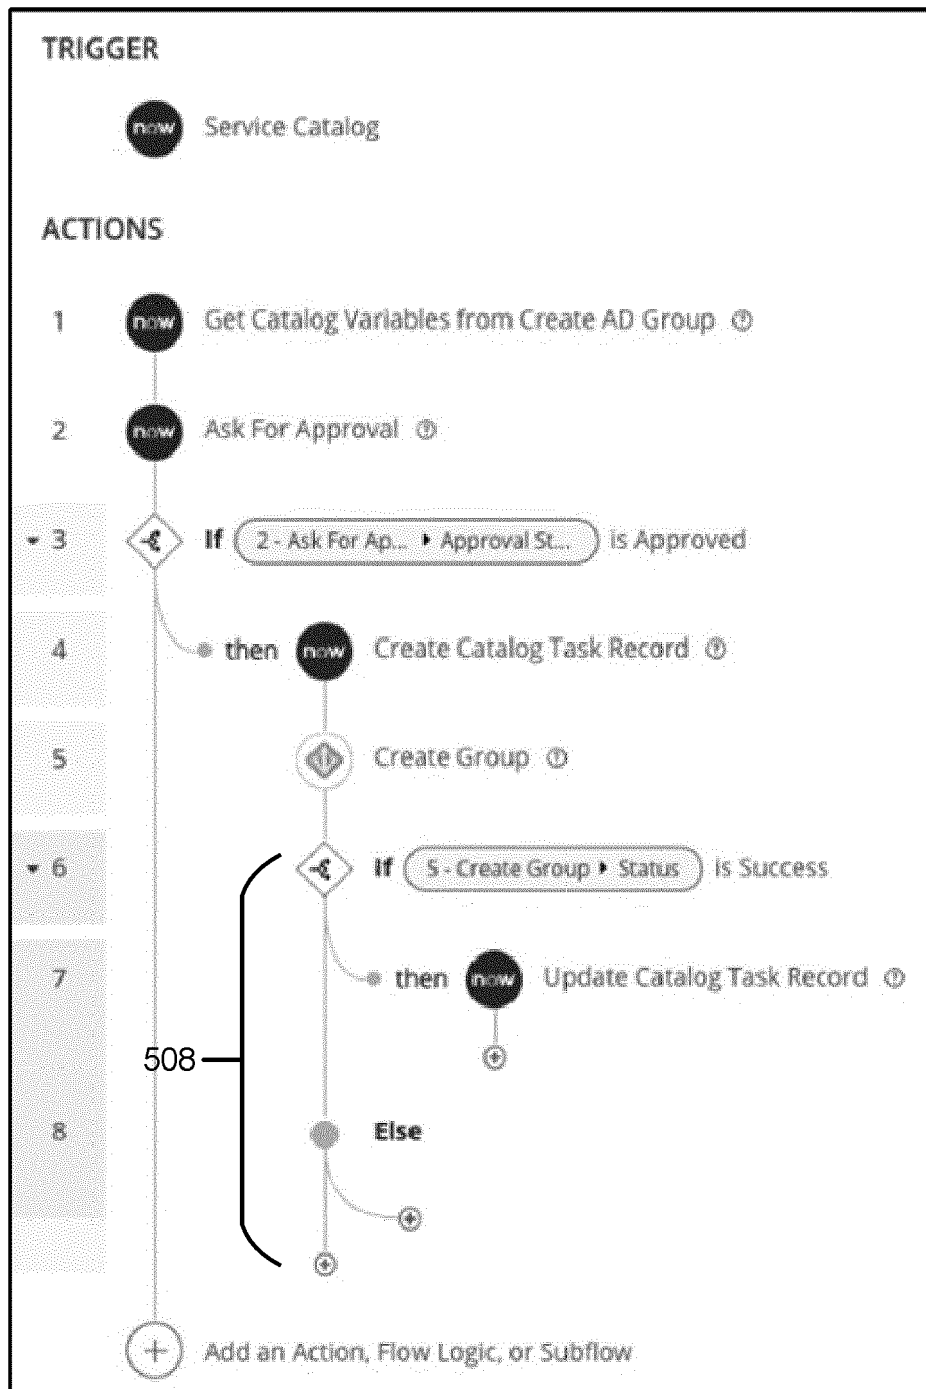 TRIGGER
now Service Catalog
ACTIONS
1 now Get Catalog Variables from Create AD Group ?
2 now Ask For Approval ?
3 If 2 - Ask For Ap... ▸ Approval St... is Approved
4 then now Create Catalog Task Record ?
5 Create Group ?
6 If 5 - Create Group ▸ Status is Success
7 then now Update Catalog Task Record ?
508
8 Else
Add an Action, Flow Logic, or Subflow